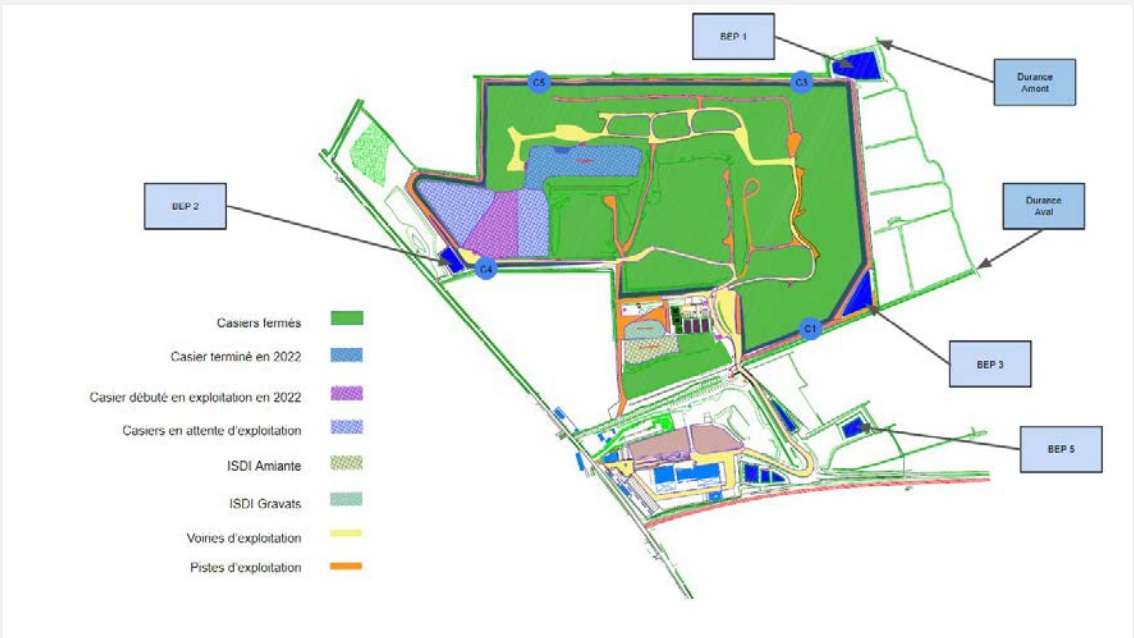 BEP 1
Durance
Amont
C5
C3
BEP 2
Durance
Aval
C4
C1
Casiers fermés
Casier terminé en 2022
BEP 3
Casier débuté en exploitation en 2022
Casiers en attente d'exploitation
BEP 5
ISDI Amiante
ISDI Gravats
Voiries d'exploitation
Pistes d'exploitation